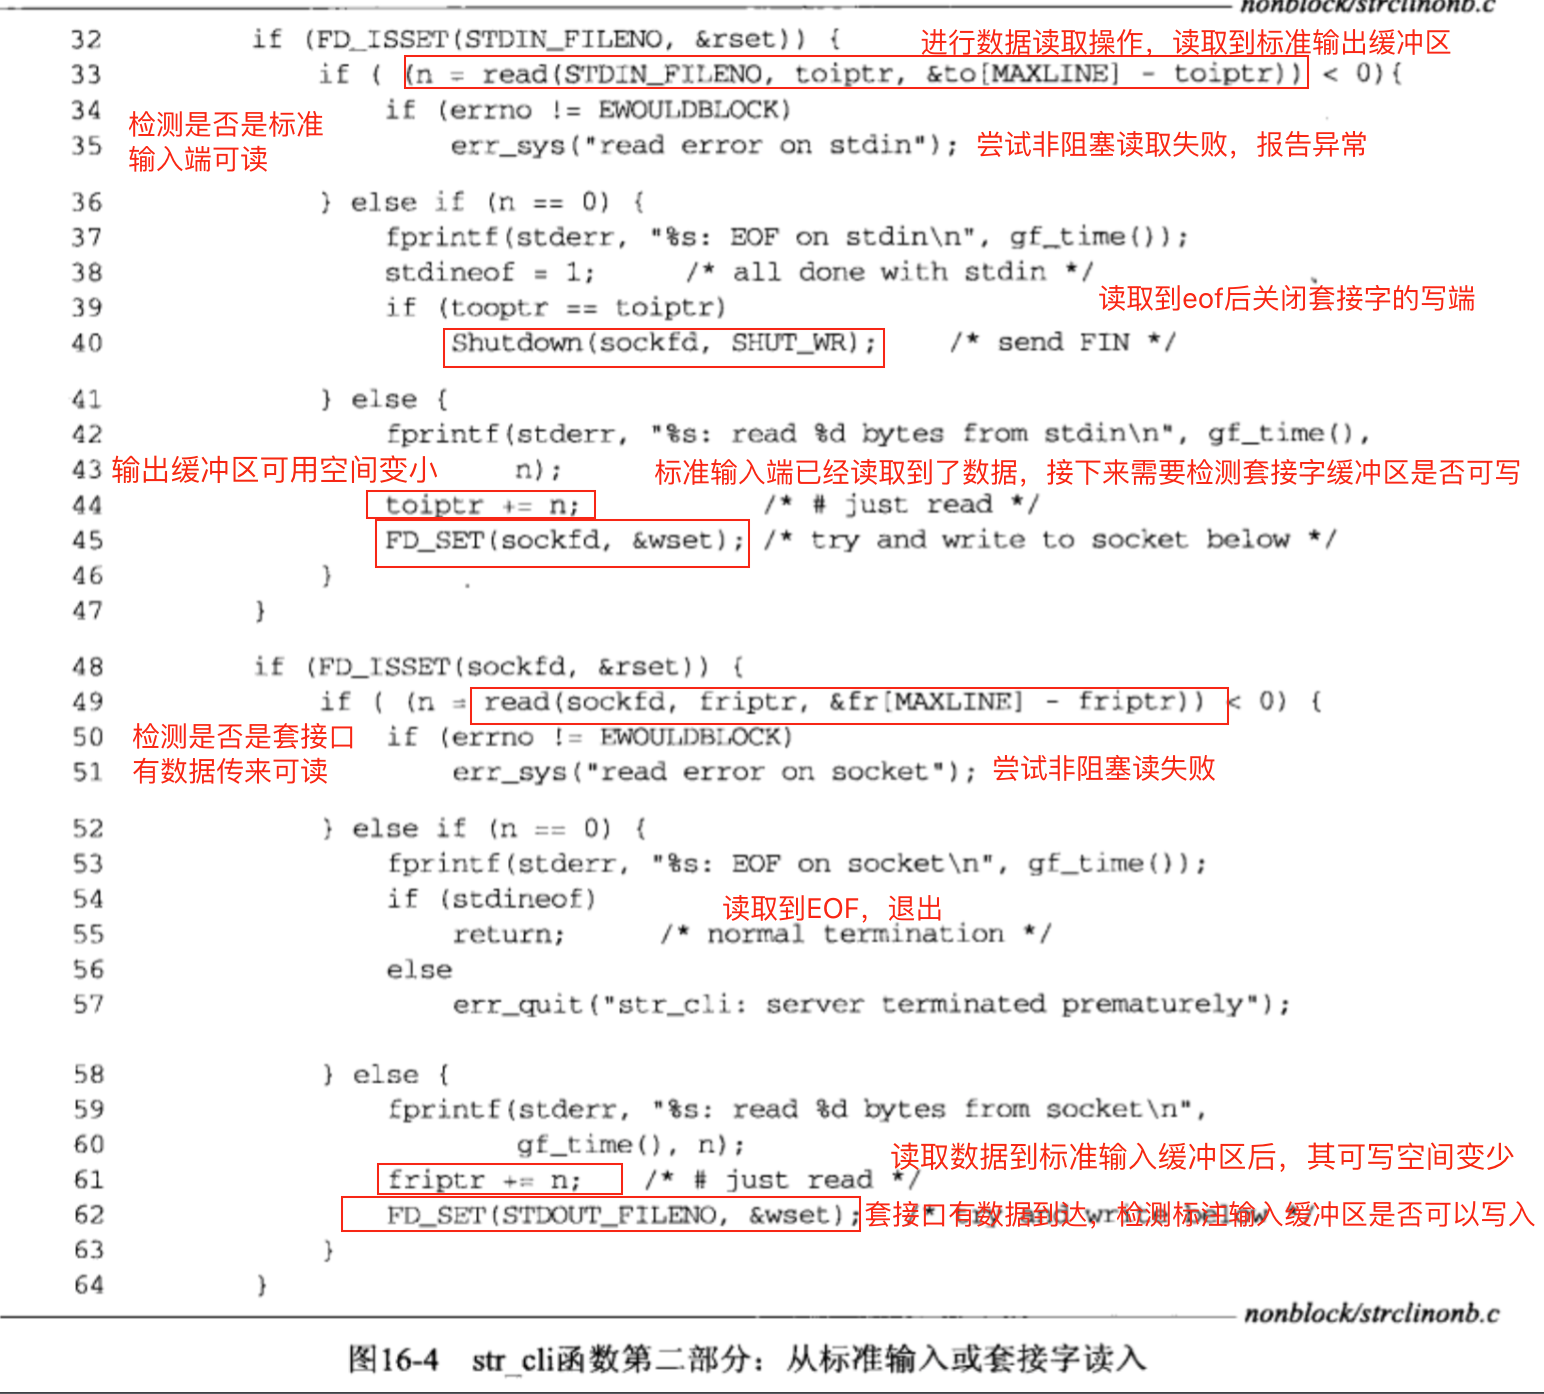 nonblock/strclinonb.c
32 if (FD_ISSET(STDIN_FILENO, &rset)) { 进行数据读取操作，读取到标准输出缓冲区
33 if ( (n = read(STDIN_FILENO, toiptr, &to[MAXLINE] - toiptr)) < 0){
34 if (errno != EWOULDBLOCK)
检测是否是标准
35 err_sys("read error on stdin"); 尝试非阻塞读取失败，报告异常
输入端可读
36 } else if (n == 0) {
37 fprintf(stderr, "%s: EOF on stdin\n", gf_time());
38 stdineof = 1; /* all done with stdin */
读取到eof后关闭套接字的写端
39 if (tooptr == toiptr)
40 Shutdown(sockfd, SHUT_WR); /* send FIN */
41 } else {
42 fprintf(stderr, "%s: read %d bytes from stdin\n", gf_time(),
43 输出缓冲区可用空间变小 n); 标准输入端已经读取到了数据，接下来需要检测套接字缓冲区是否可写
44 toiptr += n; /* # just read */
45 FD_SET(sockfd, &wset); /* try and write to socket below */
46 }
47 }
48 if (FD_ISSET(sockfd, &rset)) {
49 if ( (n = read(sockfd, friptr, &fr[MAXLINE] - friptr)) < 0) {
50 检测是否是套接口 if (errno != EWOULDBLOCK)
51 有数据传来可读 err_sys("read error on socket"); 尝试非阻塞读失败
52 } else if (n == 0) {
53 fprintf(stderr, "%s: EOF on socket\n", gf_time());
54 if (stdineof)
读取到EOF，退出
55 return; /* normal termination */
56 else
57 err_quit("str_cli: server terminated prematurely");
58 } else {
59 fprintf(stderr, "%s: read %d bytes from socket\n",
60 gf_time(), n);
读取数据到标准输入缓冲区后，其可写空间变少
61 friptr += n; /* # just read */
62 FD_SET(STDOUT_FILENO, &wset); /* try and write below */
套接口有数据到达，检测标注输入缓冲区是否可以写入
63 }
64 }
nonblock/strclinonb.c
图16-4 str_cli函数第二部分：从标准输入或套接字读入